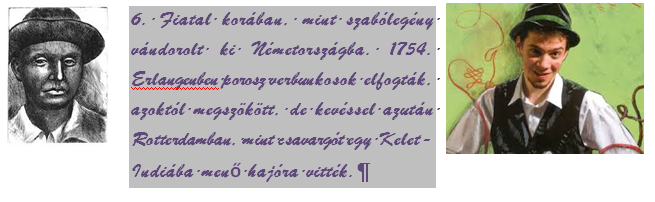 6. Fiatal korában, mint szabólegény
vándorolt ki Németországba. 1754.
Erlangenben porosz verbunkosok elfogták,
azoktól megszökött, de kevéssel azután
Rotterdamban, mint csavargót egy Kelet-
Indiába menő hajóra vitték. ¶